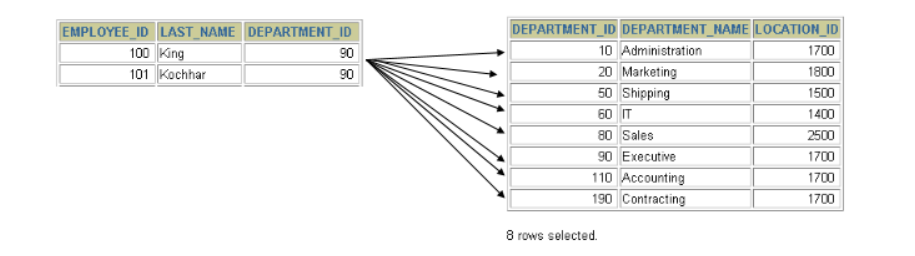 EMPLOYEE_ID LAST_NAME DEPARTMENT_ID
100 King 90
101 Kochhar 90
DEPARTMENT_ID DEPARTMENT_NAME LOCATION_ID
10 Administration 1700
20 Marketing 1800
50 Shipping 1500
60 IT 1400
80 Sales 2500
90 Executive 1700
110 Accounting 1700
190 Contracting 1700
8 rows selected.